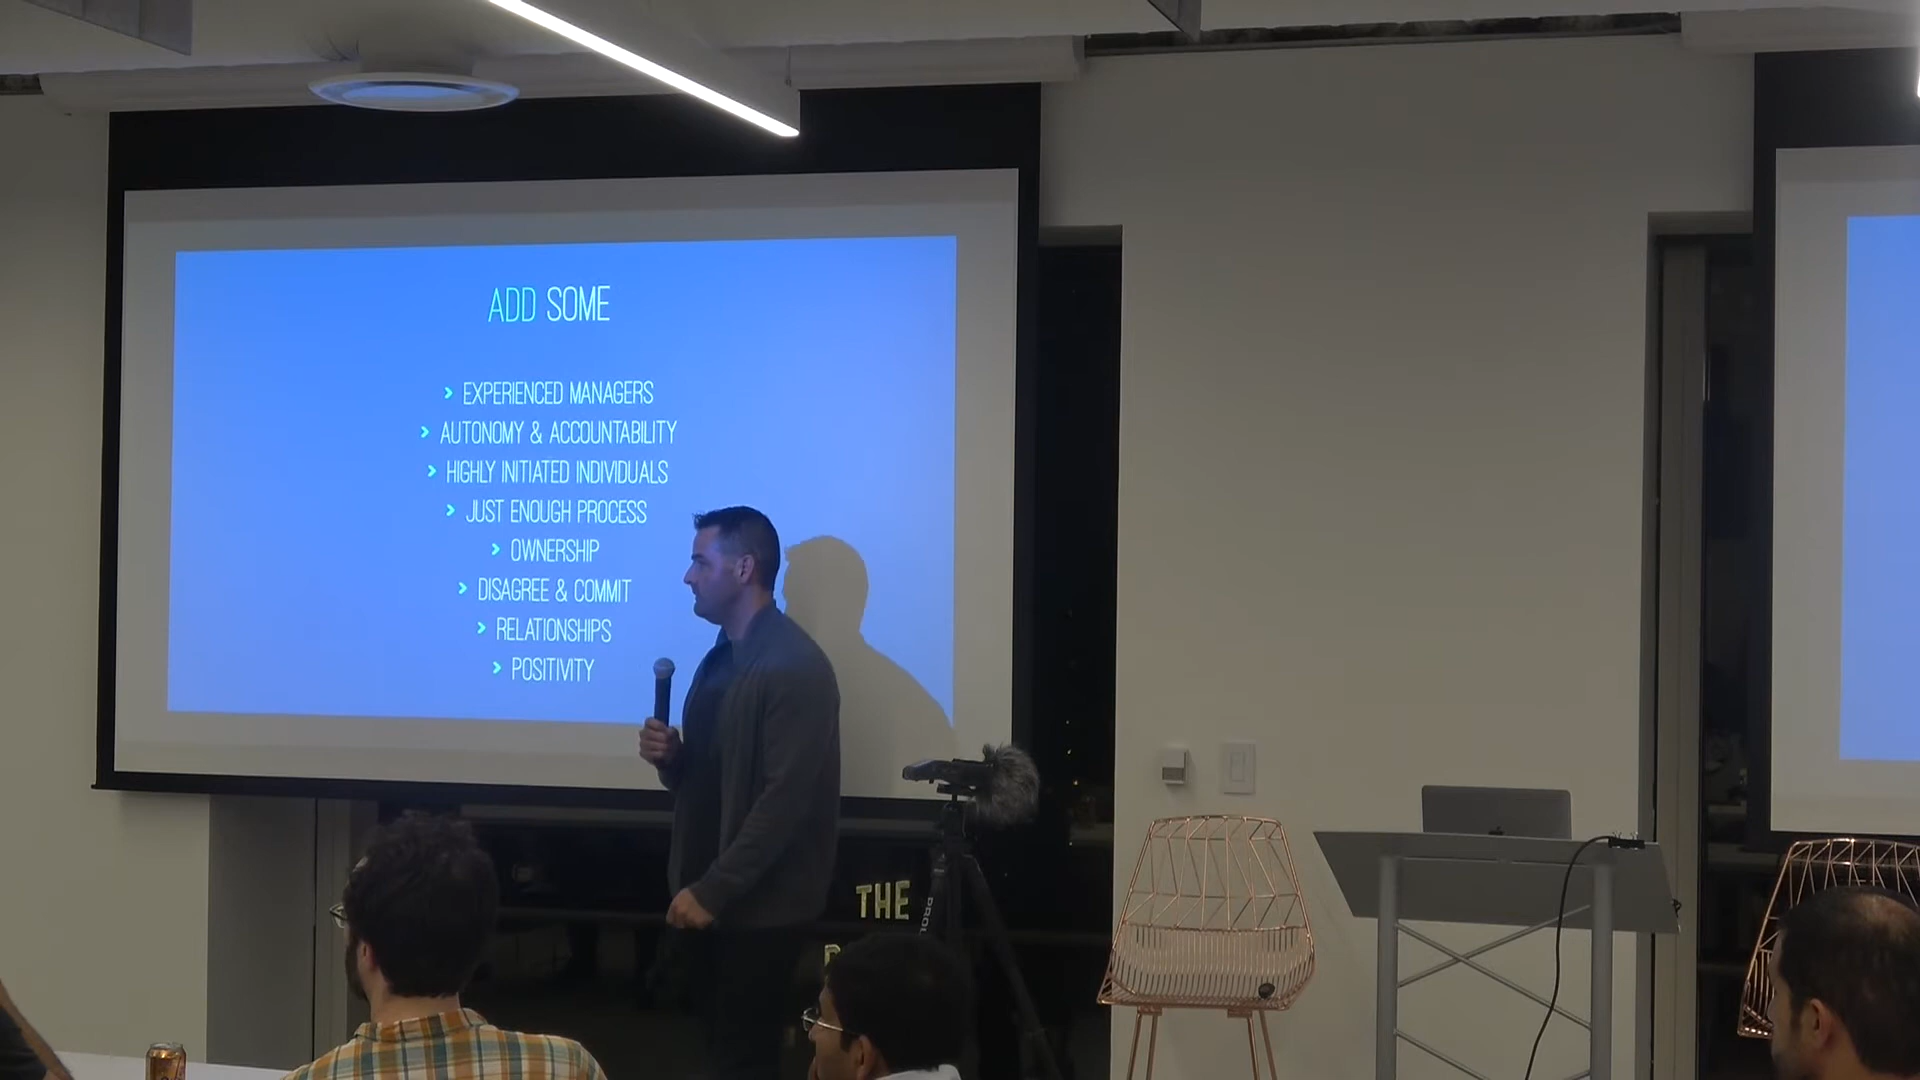 ADD SOME
> EXPERIENCED MANAGERS
> AUTONOMY & ACCOUNTABILITY
> HIGHLY INITIATED INDIVIDUALS
> JUST ENOUGH PROCESS
> OWNERSHIP
> DISAGREE & COMMIT
> RELATIONSHIPS
> POSITIVITY
THE